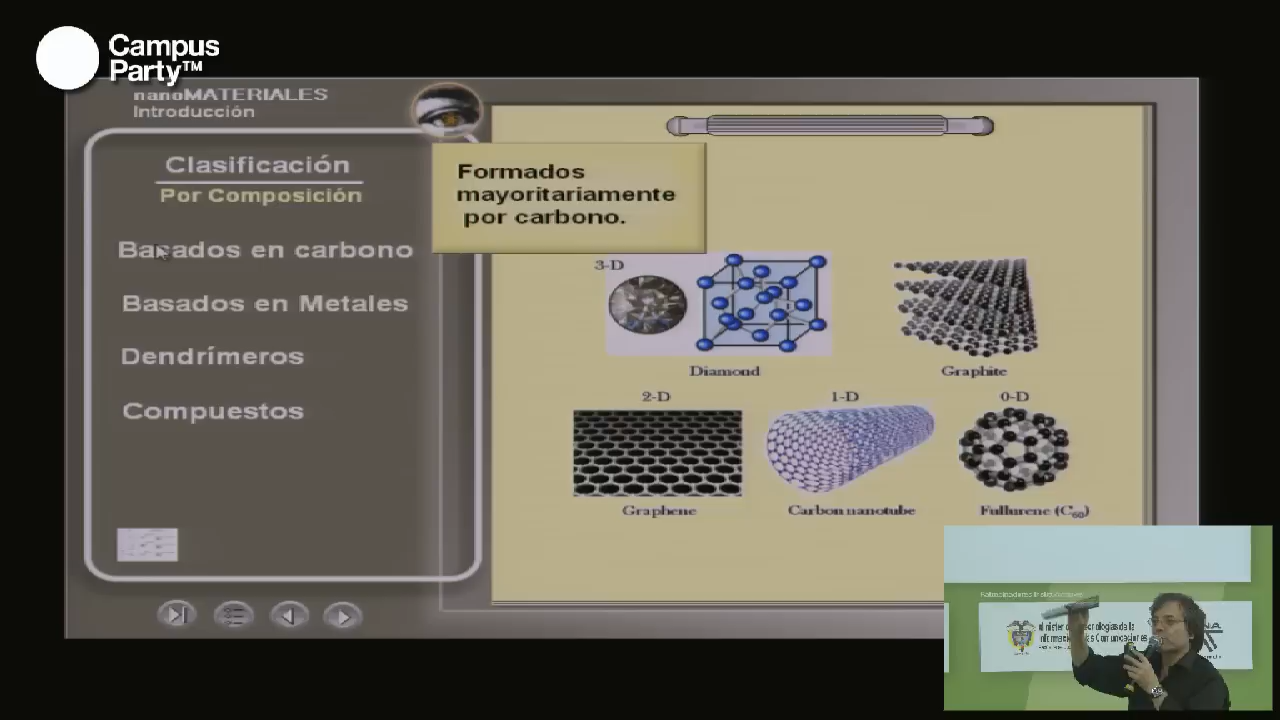 Campus
Party™
nanoMATERIALES
Introducción
Clasificación
Por Composición
Basados en carbono
Basados en Metales
Dendrímeros
Compuestos
Formados
mayoritariamente
por carbono.
3-D
Diamond
Graphite
2-D
1-D
0-D
Graphene
Carbon nanotube
Fullurene (C₆₀)